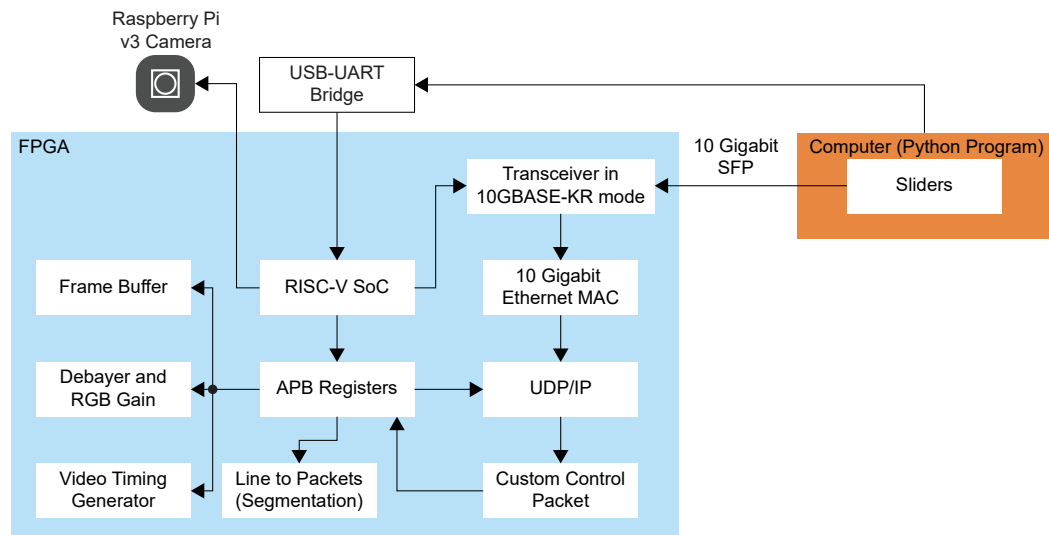 Raspberry Pi
v3 Camera
USB-UART
Bridge
FPGA
10 Gigabit
SFP
Computer (Python Program)
Sliders
Transceiver in
10GBASE-KR mode
Frame Buffer
RISC-V SoC
10 Gigabit
Ethernet MAC
Debayer and
RGB Gain
APB Registers
UDP/IP
Video Timing
Generator
Line to Packets
(Segmentation)
Custom Control
Packet